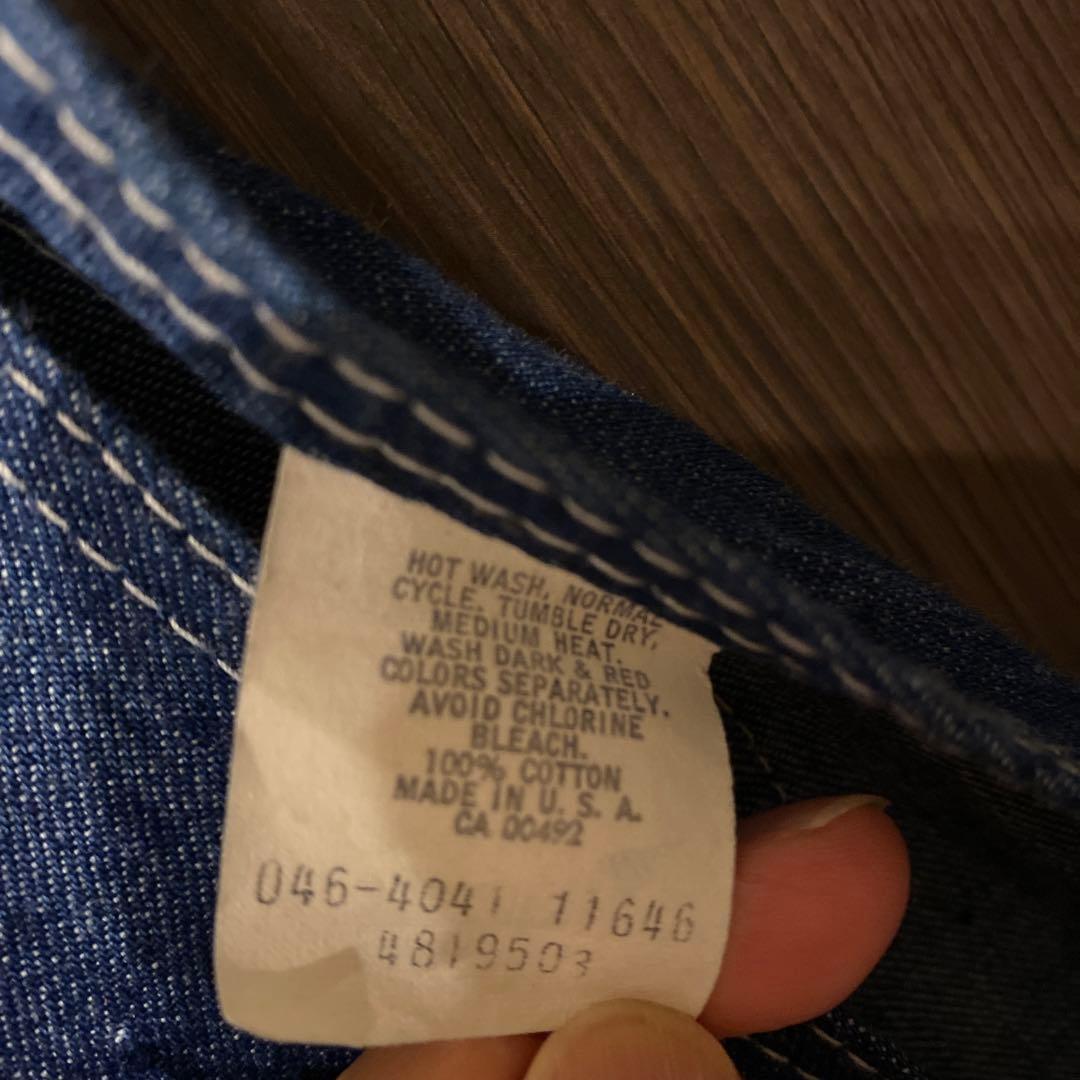 HOT WASH, NORMAL
CYCLE. TUMBLE DRY,
MEDIUM HEAT.
WASH DARK & RED
COLORS SEPARATELY.
AVOID CHLORINE
BLEACH.
100% COTTON
MADE IN U. S. A.
CA 00492
046-4041 11646
4819503